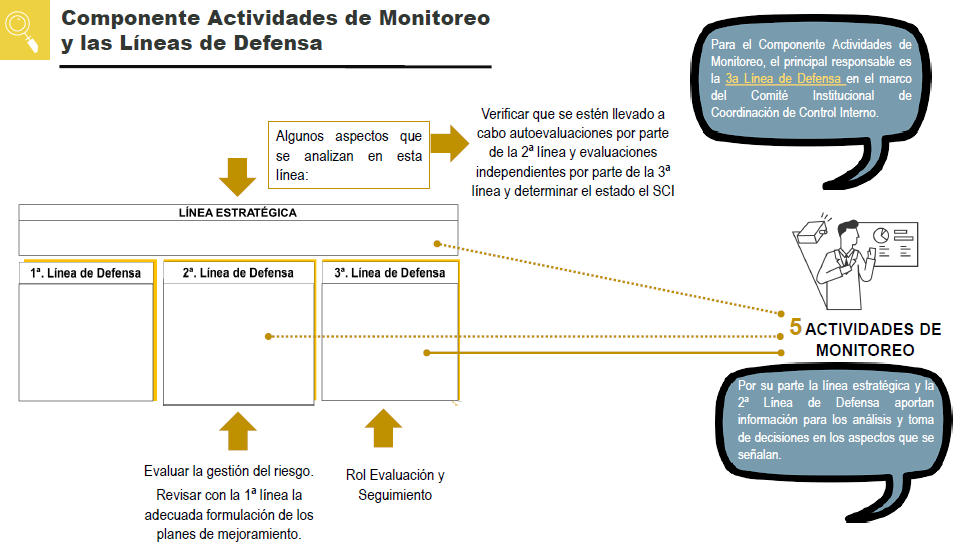 Componente Actividades de Monitoreo
y las Líneas de Defensa
Para el Componente Actividades de
Monitoreo, el principal responsable es
la 3a Línea de Defensa en el marco
del Comité Institucional de
Coordinación de Control Interno.
Algunos aspectos que
se analizan en esta
línea:
Verificar que se estén llevado a
cabo autoevaluaciones por parte
de la 2ª línea y evaluaciones
independientes por parte de la 3ª
línea y determinar el estado el SCI
LÍNEA ESTRATÉGICA
1ª. Línea de Defensa
2ª. Línea de Defensa
3ª. Línea de Defensa
5 ACTIVIDADES DE
MONITOREO
Por su parte la línea estratégica y la
2ª Línea de Defensa aportan
información para los análisis y toma
de decisiones en los aspectos que se
señalan.
Evaluar la gestión del riesgo.
Revisar con la 1ª línea la
adecuada formulación de los
planes de mejoramiento.
Rol Evaluación y
Seguimiento